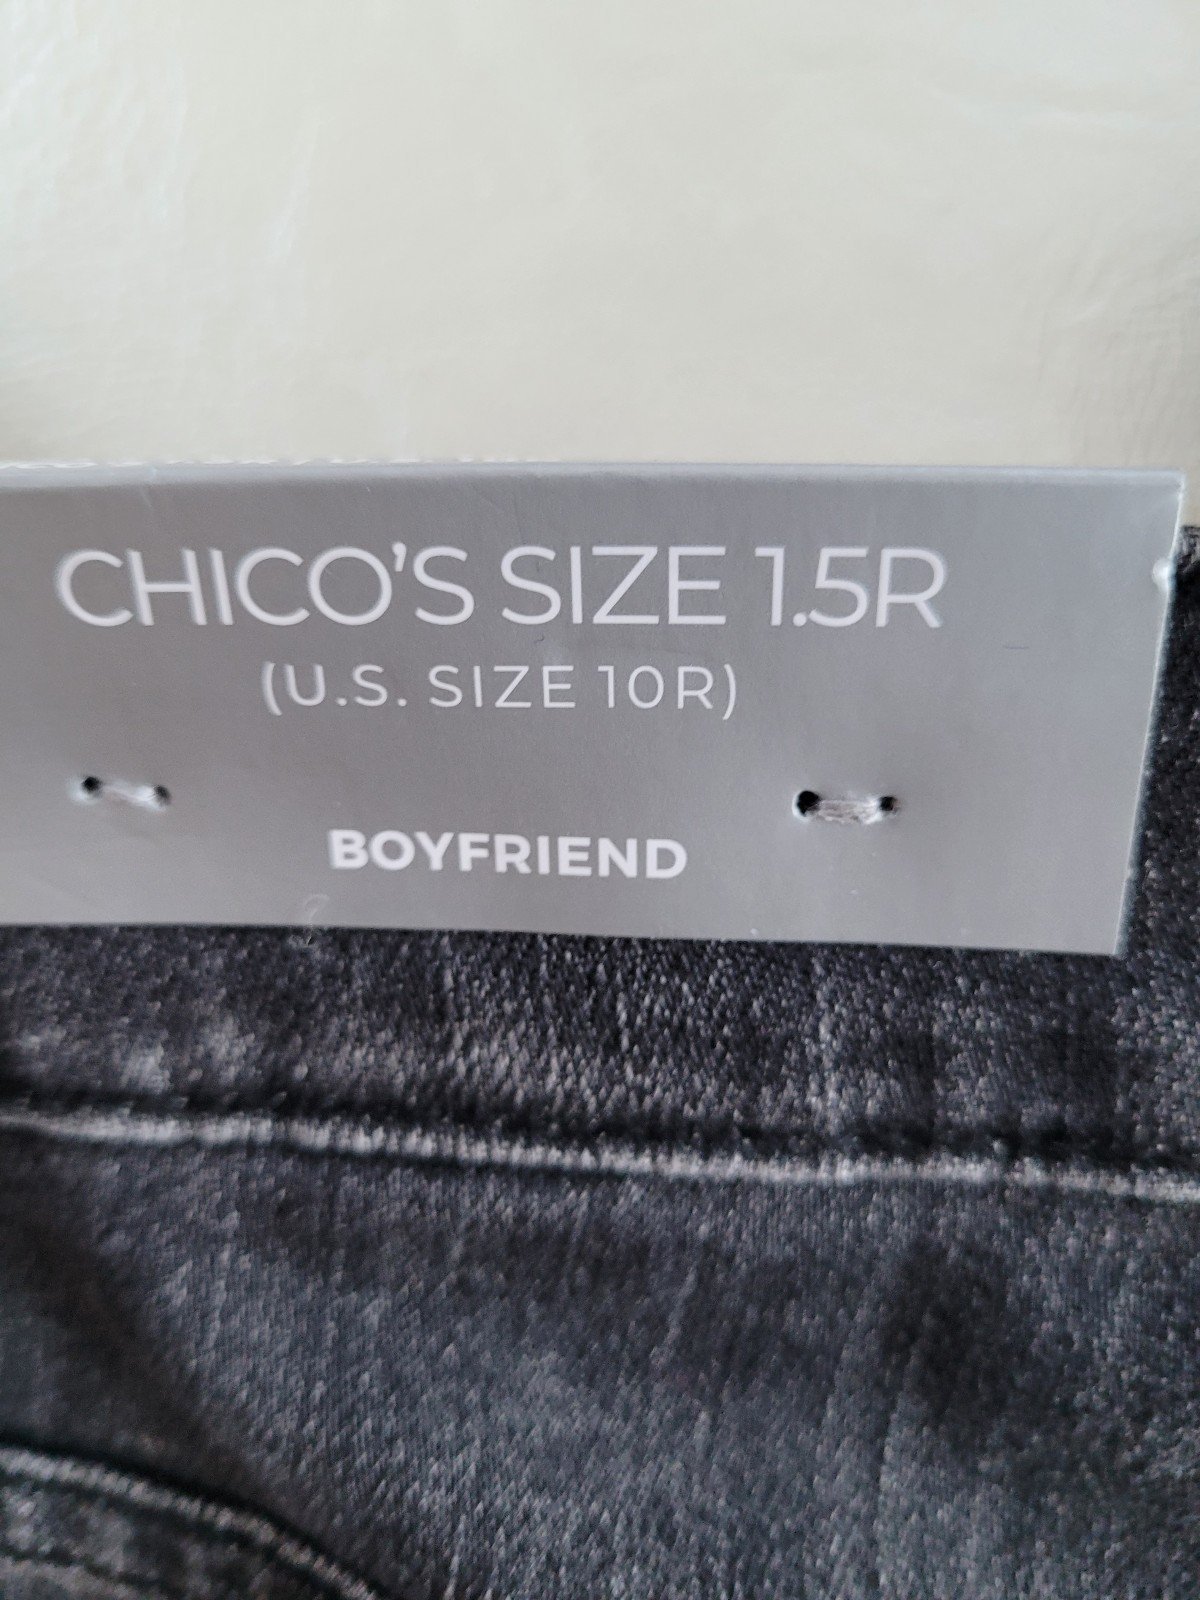 CHICO'S SIZE 1.5R
(U.S. SIZE 10R)
BOYFRIEND